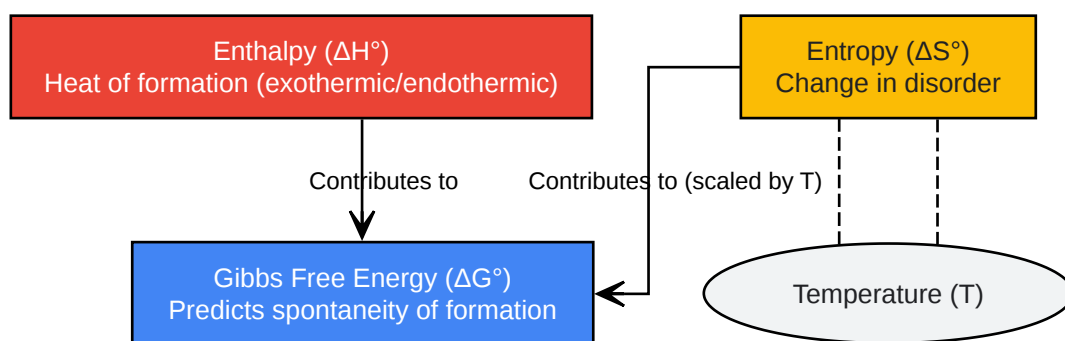 Enthalpy (ΔH°)
Heat of formation (exothermic/endothermic)
Entropy (ΔS°)
Change in disorder
Contributes to
Contributes to (scaled by T)
Gibbs Free Energy (ΔG°)
Predicts spontaneity of formation
Temperature (T)